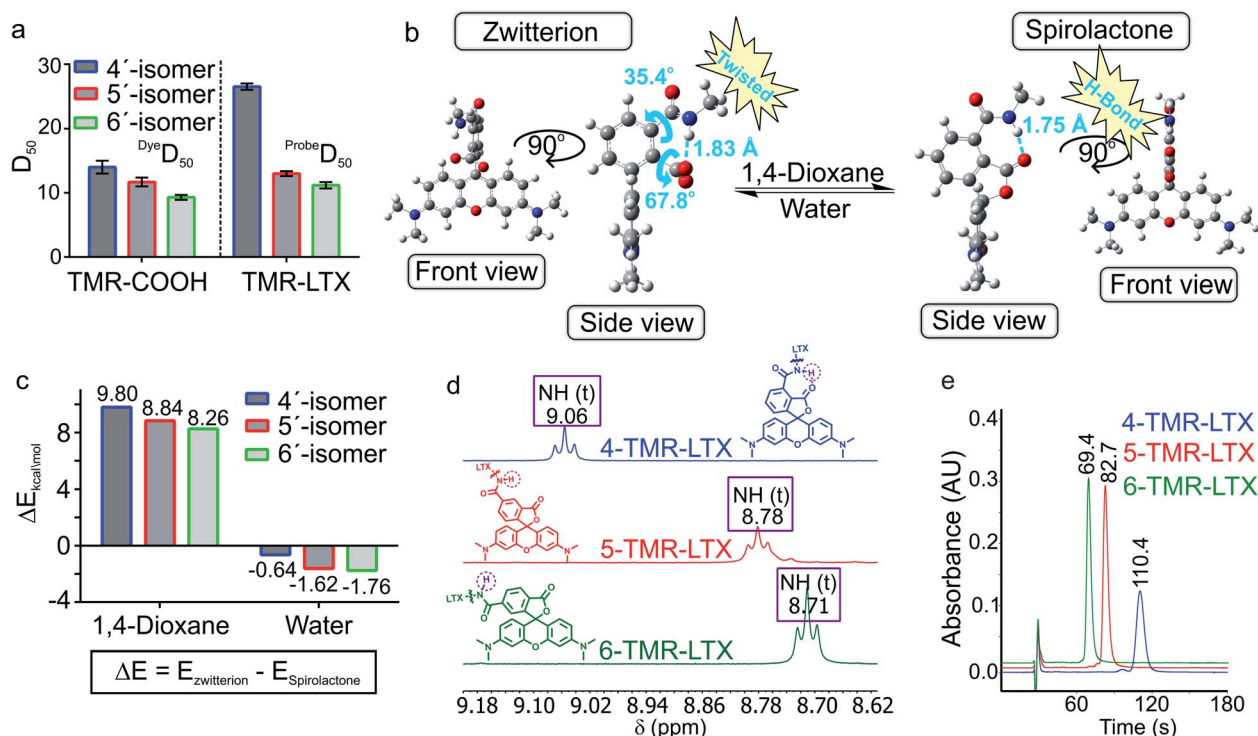 a
30
20
10
0
D50
4´-isomer
5´-isomer
6´-isomer
DyeD50
ProbeD50
TMR-COOH
TMR-LTX
b
Zwitterion
Spirolactone
35.4°
Twisted
90°
1.83 Å
67.8°
1,4-Dioxane
Water
H-Bond
1.75 Å
90°
Front view
Side view
Side view
Front view
c
9.80
8.84
8.26
4´-isomer
5´-isomer
6´-isomer
8
4
0
-4
ΔEkcal\mol
-0.64
-1.62
-1.76
1,4-Dioxane
Water
ΔE = Ezwitterion - ESpirolactone
d
NH (t)
9.06
4-TMR-LTX
LTX
O
N
H
O
O
N
O
N
LTX
N
H
O
O
O
N
O
N
NH (t)
8.78
5-TMR-LTX
H
LTX
N
O
O
O
N
O
N
NH (t)
8.71
6-TMR-LTX
9.18
9.10
9.02
8.94
8.86
8.78
8.70
8.62
δ (ppm)
e
0.4
0.3
0.2
0.1
0.0
Absorbance (AU)
4-TMR-LTX
5-TMR-LTX
6-TMR-LTX
69.4
82.7
110.4
60
120
180
Time (s)